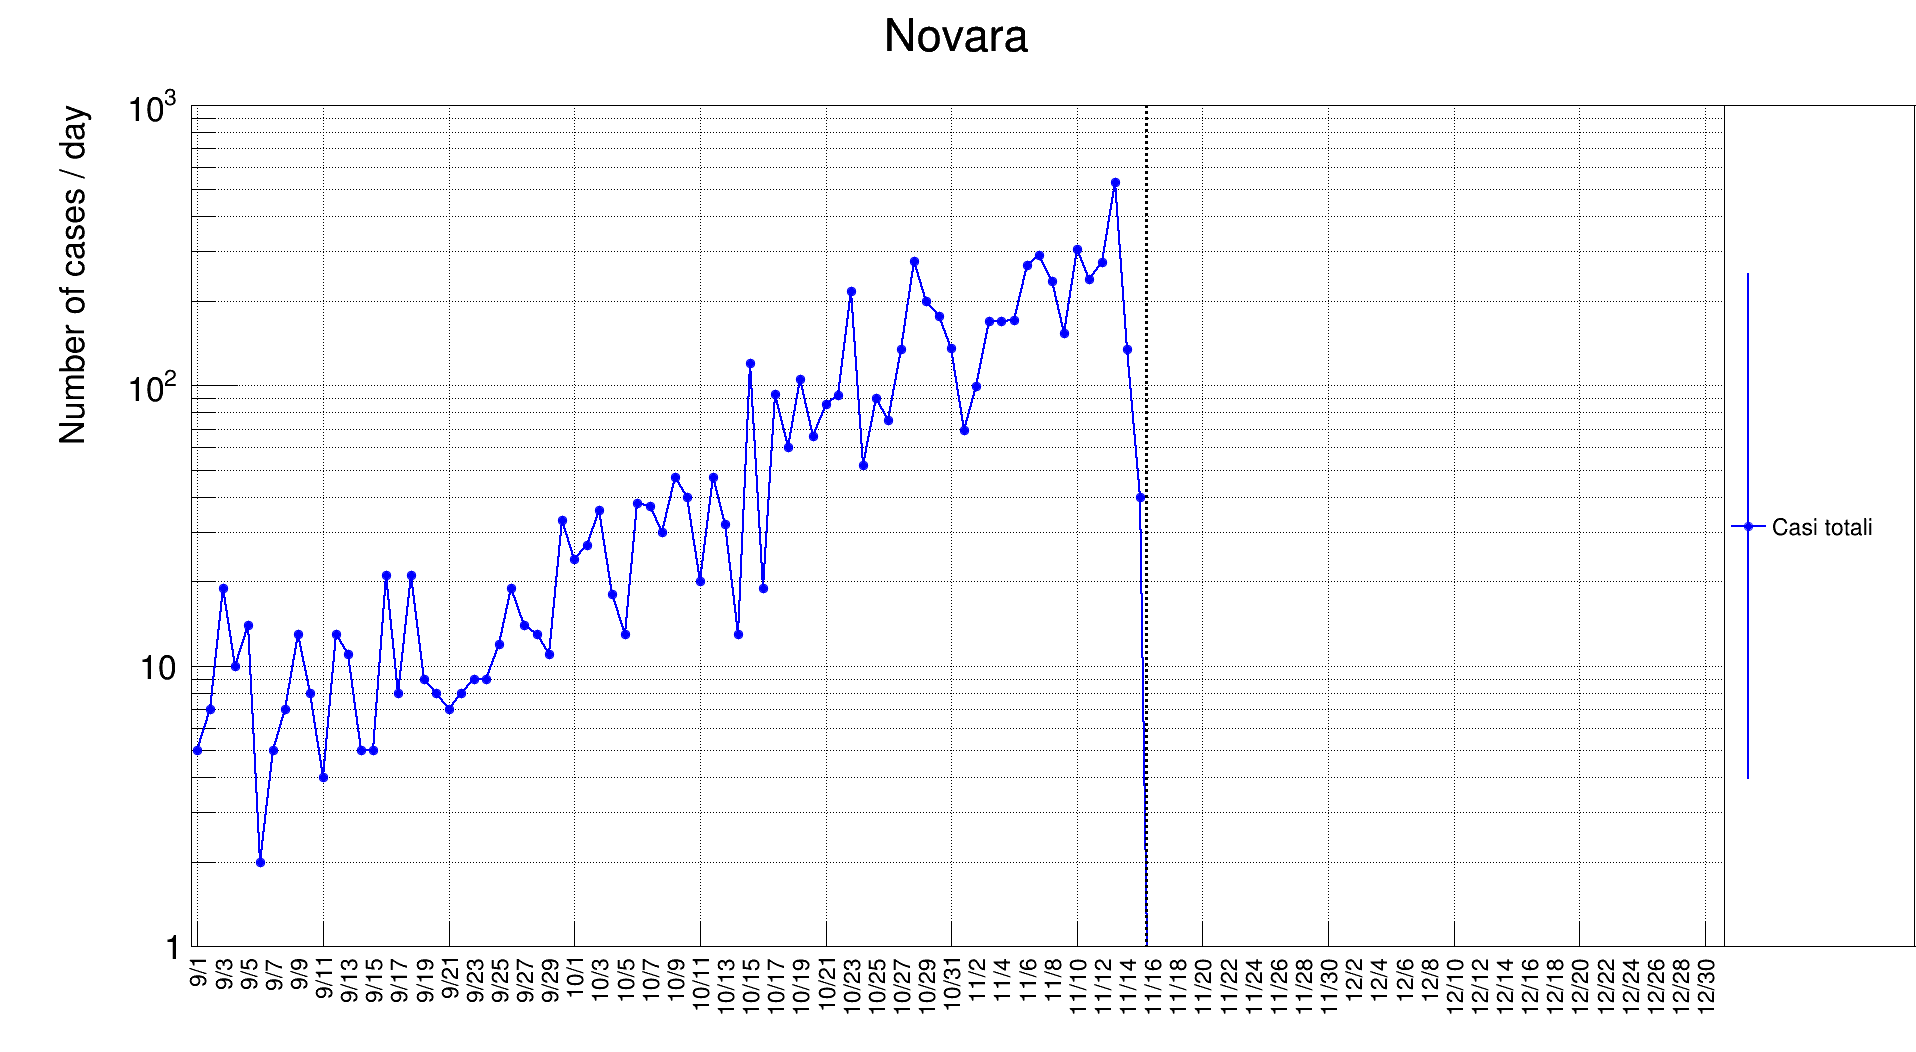 Novara
Number of cases / day
10³
10²
10
1
9/1 9/3 9/5 9/7 9/9 9/11 9/13 9/15 9/17 9/19 9/21 9/23 9/25 9/27 9/29 10/1 10/3 10/5 10/7 10/9 10/11 10/13 10/15 10/17 10/19 10/21 10/23 10/25 10/27 10/29 10/31 11/2 11/4 11/6 11/8 11/10 11/12 11/14 11/16 11/18 11/20 11/22 11/24 11/26 11/28 11/30 12/2 12/4 12/6 12/8 12/10 12/12 12/14 12/16 12/18 12/20 12/22 12/24 12/26 12/28 12/30
Casi totali